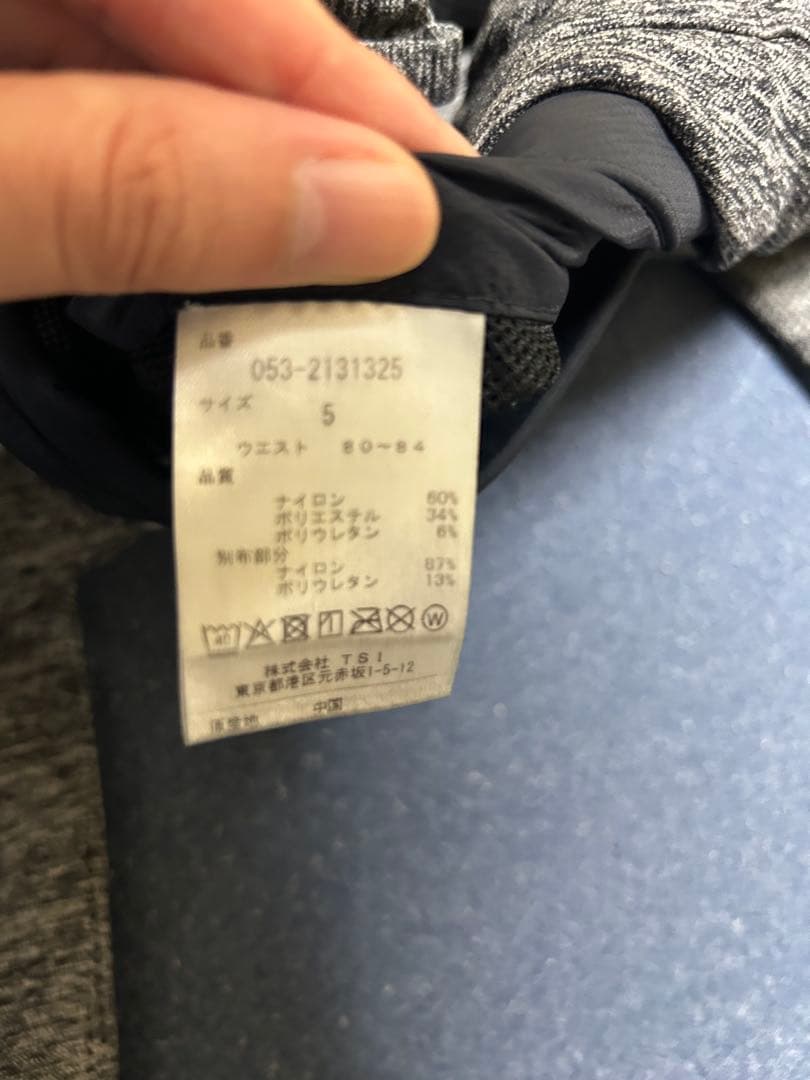 品番
053-2131325
サイズ 5
ウエスト 80〜84
品質
ナイロン 60%
ポリエステル 34%
ポリウレタン 6%
別布部分
ナイロン 87%
ポリウレタン 13%
40 W
株式会社 TSI
東京都港区元赤坂1-5-12
原産地 中国